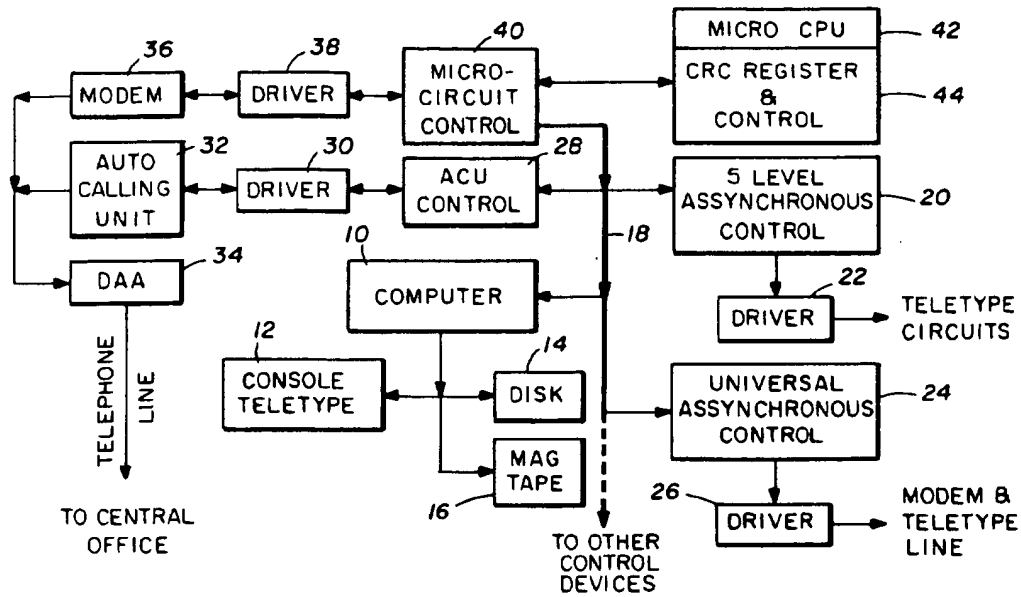 36
38
40
MICRO CPU
42
MODEM
DRIVER
MICRO-
CIRCUIT
CONTROL
CRC REGISTER
&
CONTROL
44
32
30
28
AUTO
CALLING
UNIT
DRIVER
ACU
CONTROL
5 LEVEL
ASSYNCHRONOUS
CONTROL
20
18
34
10
DAA
COMPUTER
22
DRIVER
TELETYPE
CIRCUITS
TELEPHONE
LINE
12
14
CONSOLE
TELETYPE
DISK
UNIVERSAL
ASSYNCHRONOUS
CONTROL
24
MAG
TAPE
16
26
DRIVER
MODEM &
TELETYPE
LINE
TO CENTRAL
OFFICE
TO OTHER
CONTROL
DEVICES